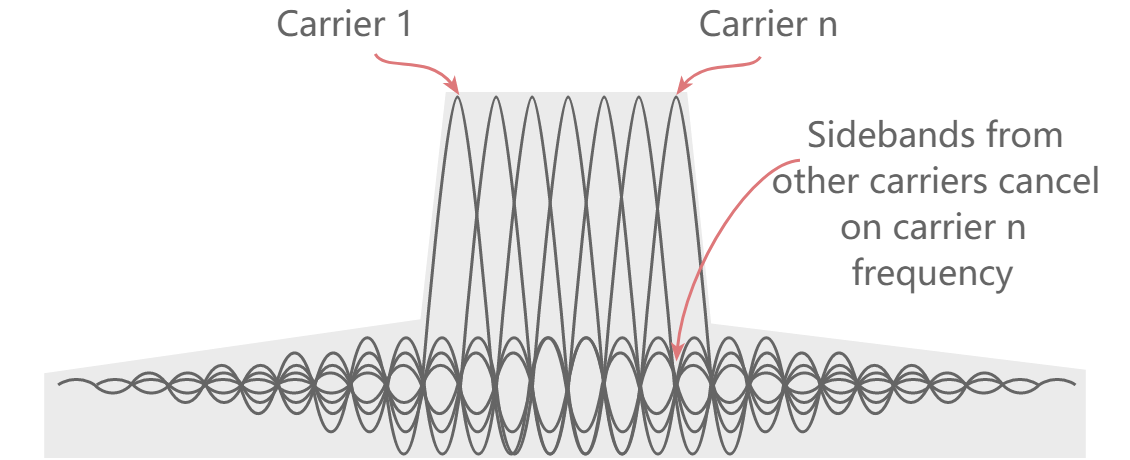 Carrier 1
Carrier n
Sidebands from
other carriers cancel
on carrier n
frequency